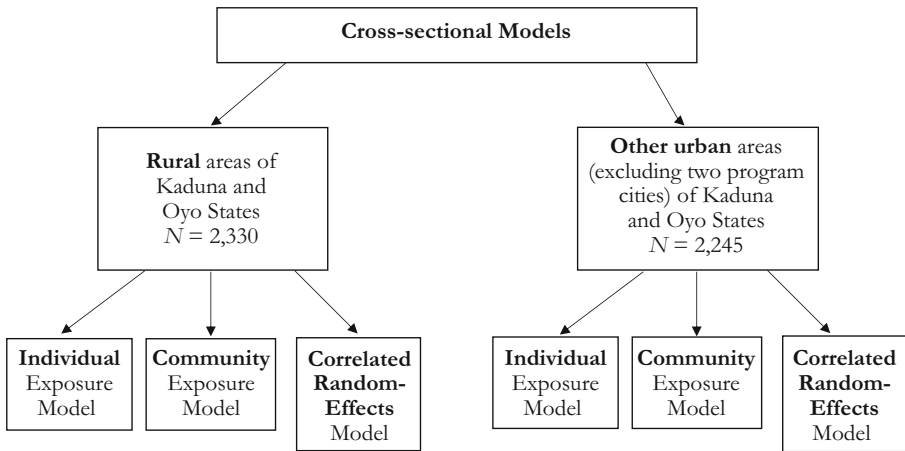 Cross-sectional Models
Rural areas of
Kaduna and
Oyo States
N = 2,330
Other urban areas
(excluding two program
cities) of Kaduna
and Oyo States
N = 2,245
Individual
Exposure
Model
Community
Exposure
Model
Correlated
Random-
Effects
Model
Individual
Exposure
Model
Community
Exposure
Model
Correlated
Random-
Effects
Model